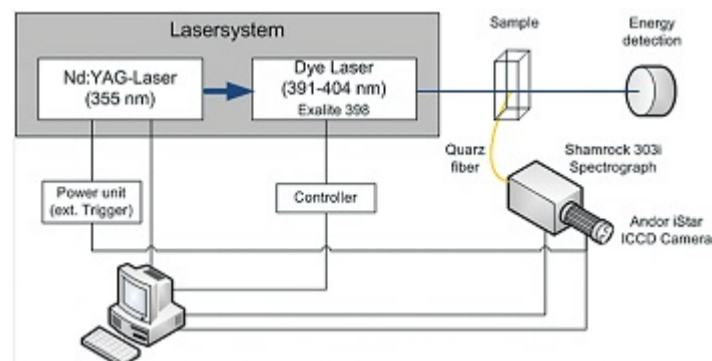 Lasersystem
Nd:YAG-Laser
(355 nm)
Dye Laser
(391-404 nm)
Exalite 398
Sample
Energy
detection
Quarz
fiber
Shamrock 303i
Spectrograph
Power unit
(ext. Trigger)
Controller
Andor iStar
ICCD Camera